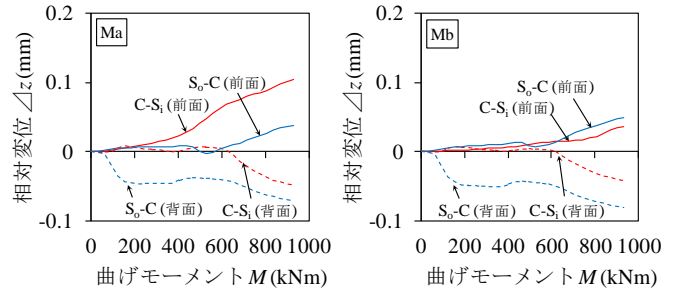 Ma
相対変位⊿z(mm)
0.2
0.1
0
-0.1
So-C(前面)
C-Si(前面)
So-C(背面)
C-Si(背面)
0 200 400 600 800 1000
曲げモーメントM(kNm)
Mb
相対変位⊿z(mm)
0.2
0.1
0
-0.1
So-C(前面)
C-Si(前面)
So-C(背面)
C-Si(背面)
0 200 400 600 800 1000
曲げモーメントM(kNm)